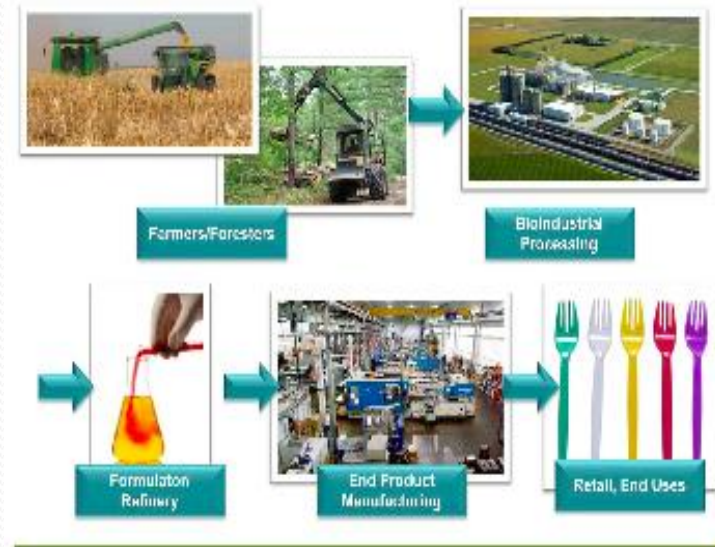 Farmers/Foresters
Bioindustrial
Processing
Formulaton
Refinery
End Product
Manufacturing
Retail, End Uses